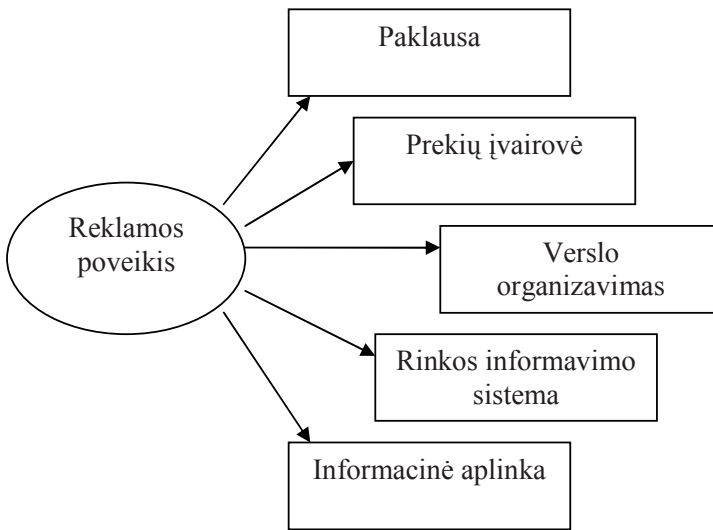 Paklausa
Prekių įvairovė
Reklamos
poveikis
Verslo
organizavimas
Rinkos informavimo
sistema
Informacinė aplinka